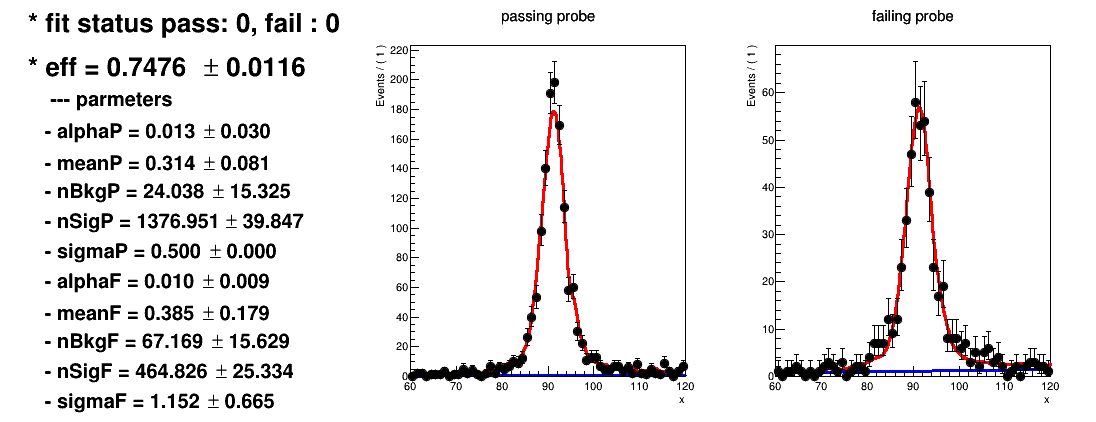 * fit status pass: 0, fail : 0
* eff = 0.7476 ± 0.0116
--- parmeters
- alphaP = 0.013 ± 0.030
- meanP = 0.314 ± 0.081
- nBkgP = 24.038 ± 15.325
- nSigP = 1376.951 ± 39.847
- sigmaP = 0.500 ± 0.000
- alphaF = 0.010 ± 0.009
- meanF = 0.385 ± 0.179
- nBkgF = 67.169 ± 15.629
- nSigF = 464.826 ± 25.334
- sigmaF = 1.152 ± 0.665
passing probe
Events / ( 1 )
220
200
180
160
140
120
100
80
60
40
20
0
60 70 80 90 100 110 120
x
failing probe
Events / ( 1 )
60
50
40
30
20
10
0
60 70 80 90 100 110 120
x